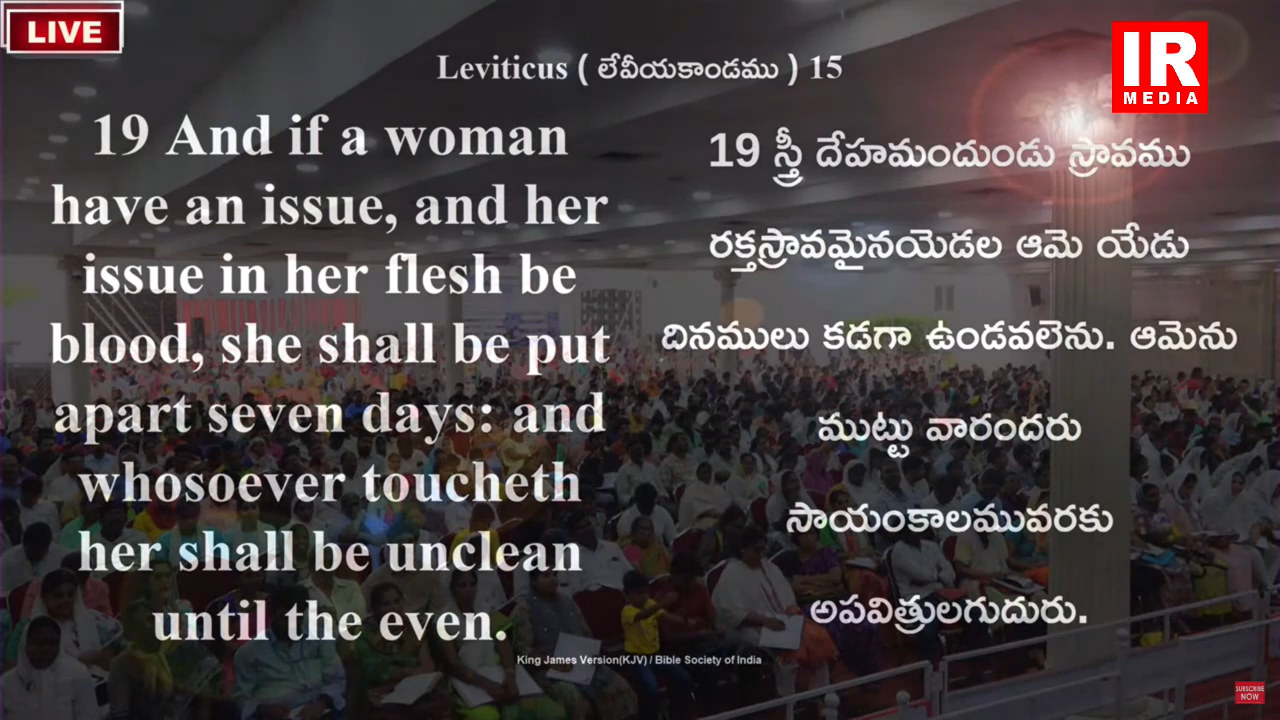 LIVE
IR
MEDIA
Leviticus ( లేవీయకాండము ) 15
19 And if a woman
have an issue, and her
issue in her flesh be
blood, she shall be put
apart seven days: and
whosoever toucheth
her shall be unclean
until the even.
19 స్త్రీ దేహమందుండు స్రావము
రక్తస్రావమైనయెడల ఆమె యేడు
దినములు కడగా ఉండవలెను. ఆమెను
ముట్టు వారందరు
సాయంకాలమువరకు
అపవిత్రులగుదురు.
King James Version(KJV) / Bible Society of India
SUBSCRIBE
NOW